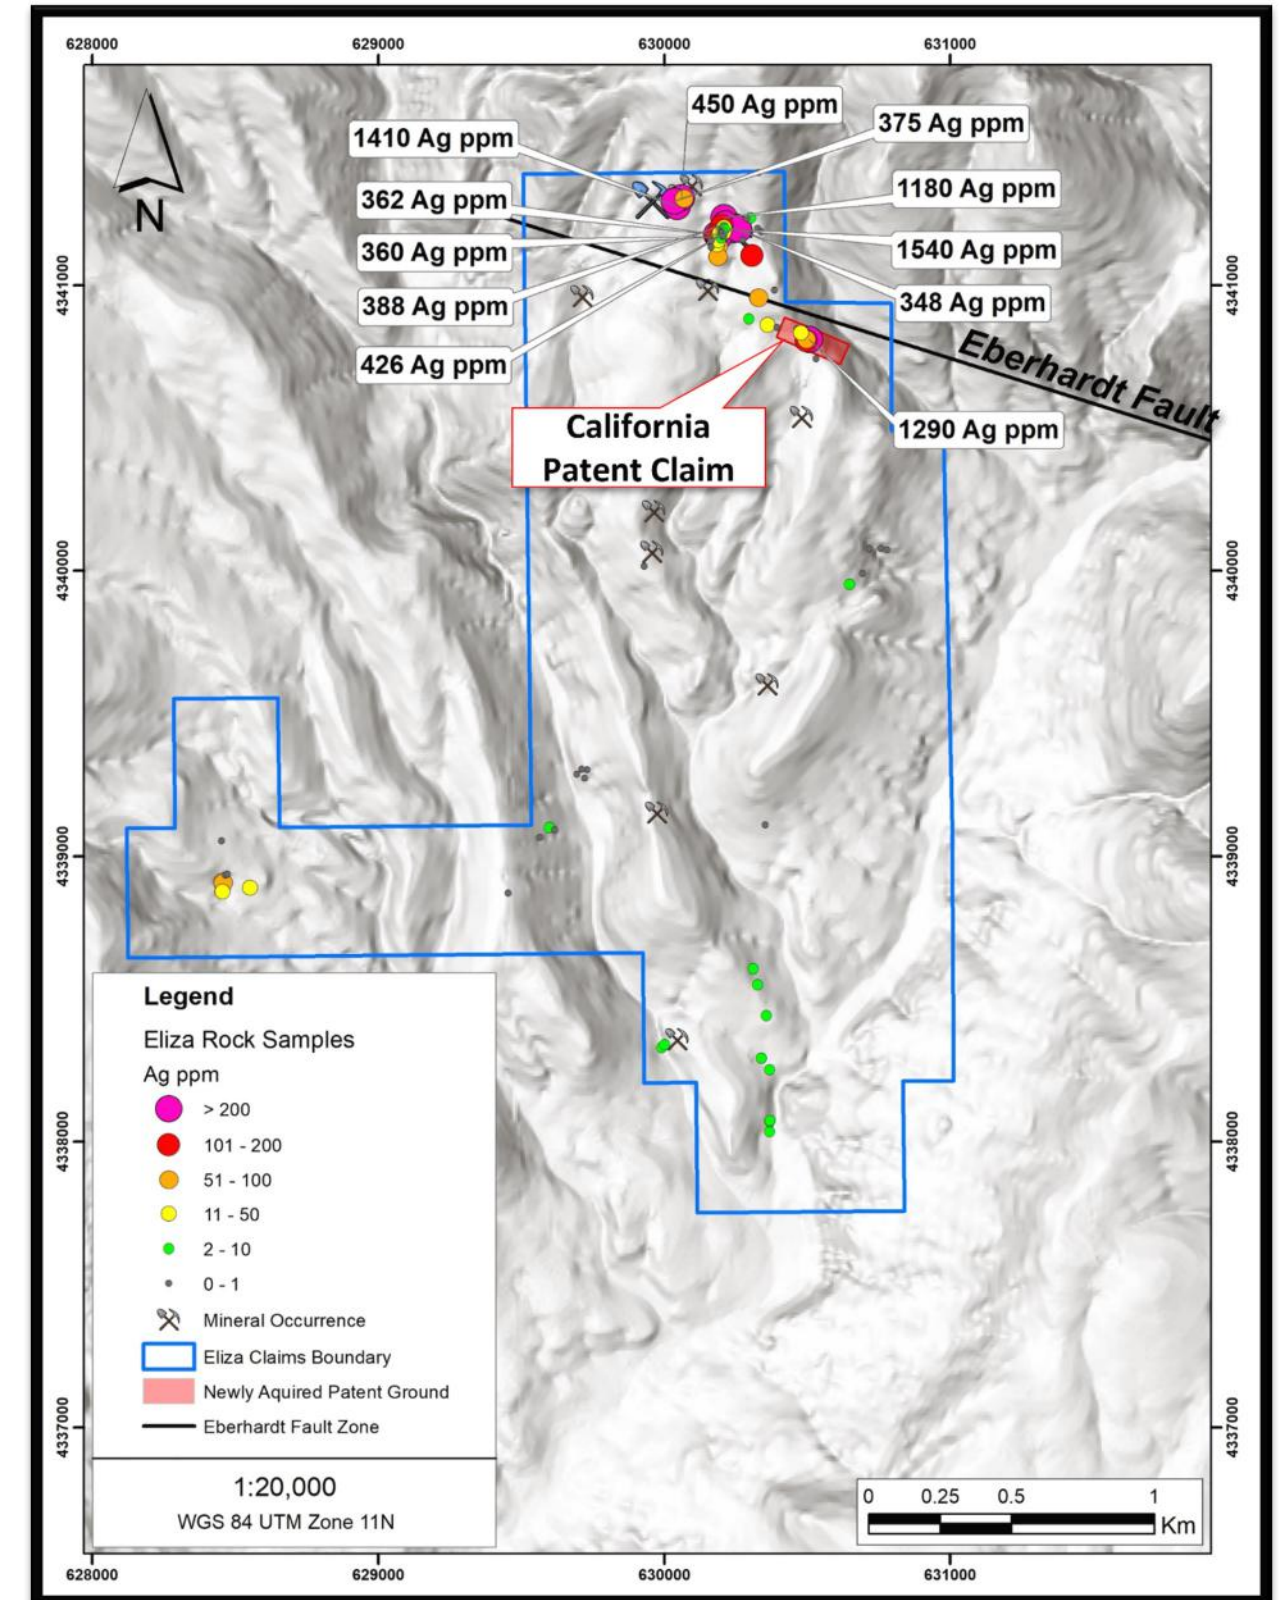 628000
629000
630000
631000
450 Ag ppm
375 Ag ppm
1410 Ag ppm
1180 Ag ppm
362 Ag ppm
1540 Ag ppm
360 Ag ppm
348 Ag ppm
388 Ag ppm
426 Ag ppm
1290 Ag ppm
N
4341000
4341000
Eberhardt Fault
California
Patent Claim
4340000
4340000
4339000
4339000
4338000
4338000
4337000
4337000
Legend
Eliza Rock Samples
Ag ppm
> 200
101 - 200
51 - 100
11 - 50
2 - 10
0 - 1
Mineral Occurrence
Eliza Claims Boundary
Newly Aquired Patent Ground
Eberhardt Fault Zone
1:20,000
WGS 84 UTM Zone 11N
0 0.25 0.5 1
Km
628000
629000
630000
631000